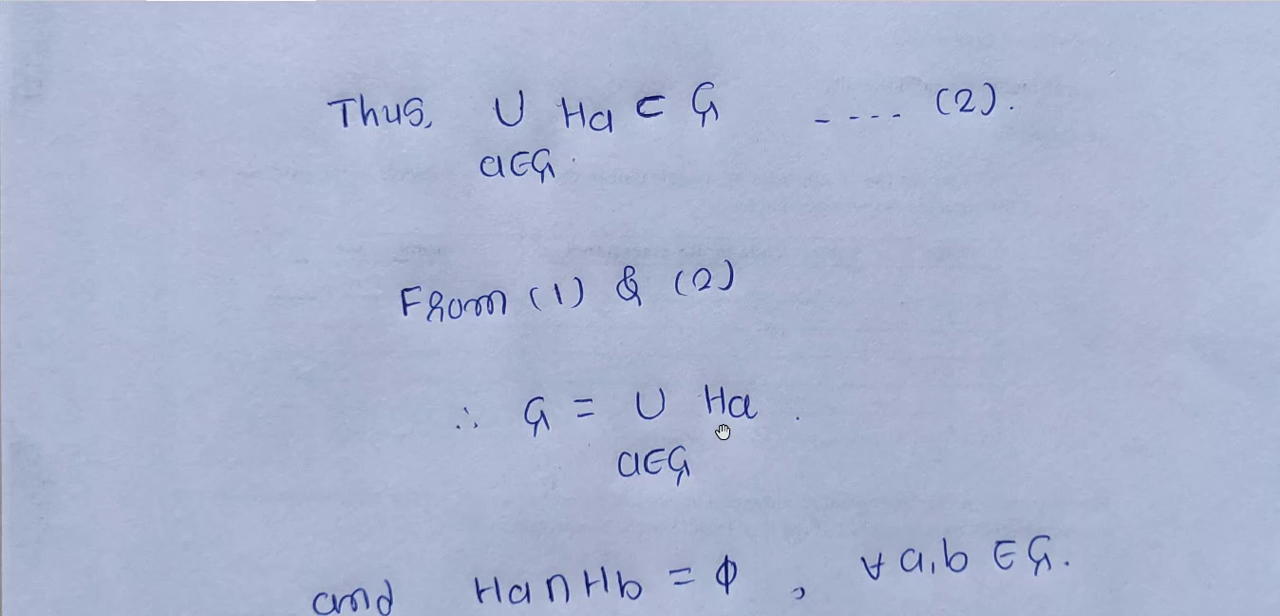 Thus, ∪ Ha ⊂ G ---- (2).
a∈G
From (1) & (2)
∴ G = ∪ Ha .
a∈G
and Ha∩Hb = ϕ , ∀ a,b ∈ G.